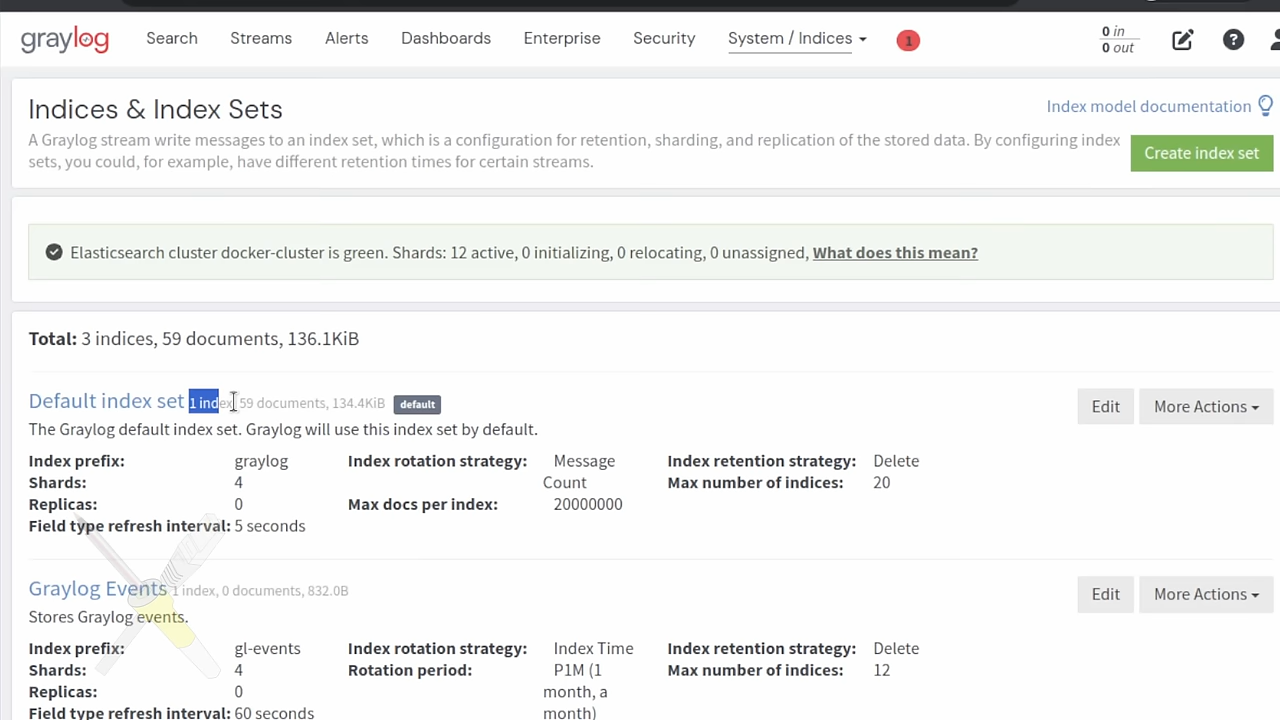 graylog Search Streams Alerts Dashboards Enterprise Security System / Indices 1 0 in
0 out
Indices & Index Sets
Index model documentation
A Graylog stream write messages to an index set, which is a configuration for retention, sharding, and replication of the stored data. By configuring index
sets, you could, for example, have different retention times for certain streams.
Create index set
Elasticsearch cluster docker-cluster is green. Shards: 12 active, 0 initializing, 0 relocating, 0 unassigned, What does this mean?
Total: 3 indices, 59 documents, 136.1KiB
Default index set 1 index, 59 documents, 134.4KiB default
Edit More Actions
The Graylog default index set. Graylog will use this index set by default.
Index prefix: graylog Index rotation strategy: Message Index retention strategy: Delete
Shards: 4 Count Max number of indices: 20
Replicas: 0 Max docs per index: 20000000
Field type refresh interval: 5 seconds
Graylog Events 1 index, 0 documents, 832.0B
Edit More Actions
Stores Graylog events.
Index prefix: gl-events Index rotation strategy: Index Time Index retention strategy: Delete
Shards: 4 Rotation period: P1M (1 Max number of indices: 12
Replicas: 0 month, a
Field type refresh interval: 60 seconds month)